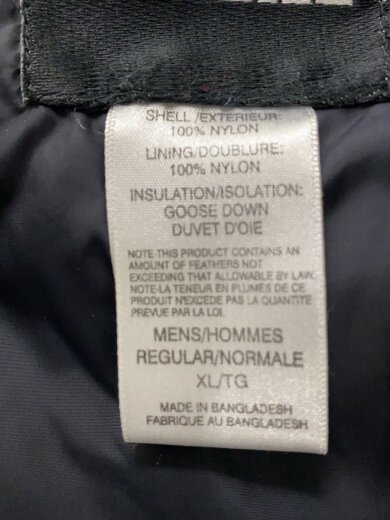 SHELL/EXTERIEUR:
100% NYLON
LINING/DOUBLURE:
100% NYLON
INSULATION/ISOLATION:
GOOSE DOWN
DUVET D'OIE
NOTE THIS PRODUCT CONTAINS AN
AMOUNT OF FEATHERS NOT
EXCEEDING THAT ALLOWABLE BY LAW.
NOTE-LA TENEUR EN PLUMES DE CE
PRODUIT N'EXCEDE PAS LA QUANTITE
PREVUE PAR LA LOI.
MENS/HOMMES
REGULAR/NORMALE
XL/TG
MADE IN BANGLADESH
FABRIQUE AU BANGLADESH